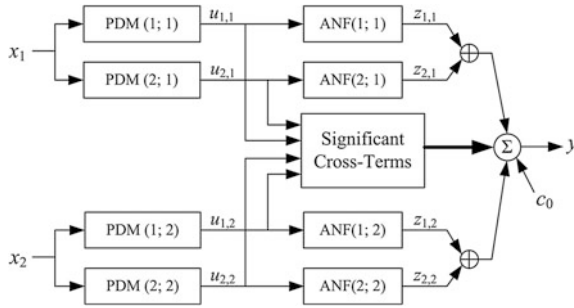 PDM (1; 1) u1,1 ANF(1; 1) z1,1
x1
PDM (2; 1) u2,1 ANF(2; 1) z2,1
Significant
Cross-Terms
Σ y
c0
PDM (1; 2) u1,2 ANF(1; 2) z1,2
x2
PDM (2; 2) u2,2 ANF(2; 2) z2,2